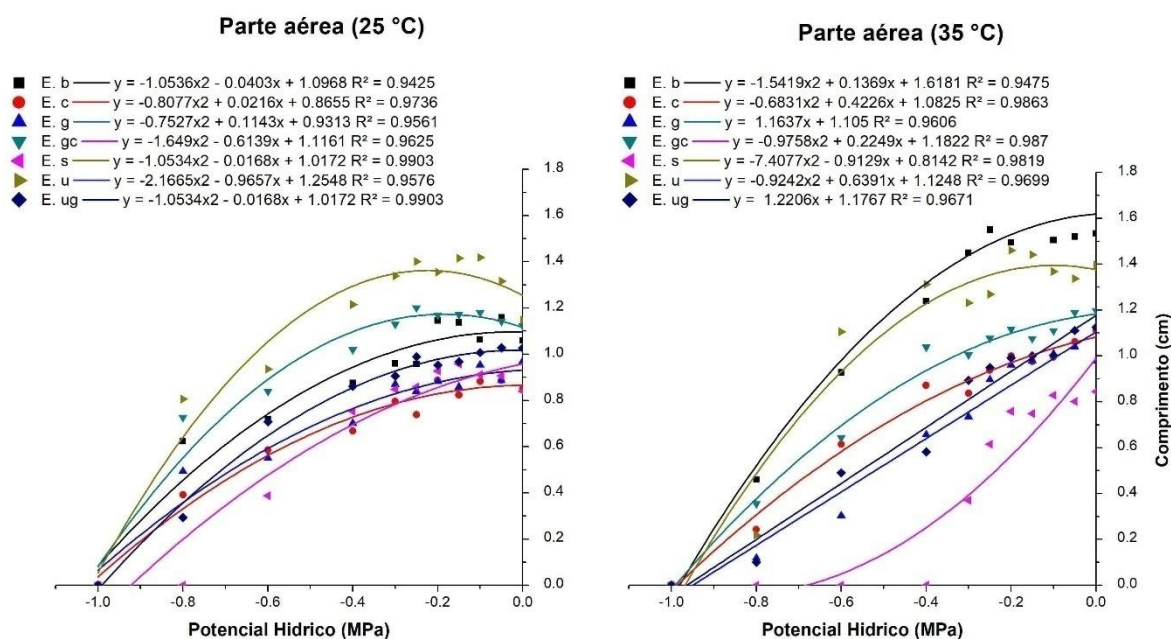 Parte aérea (25 °C)
E. b y = -1.0536x2 - 0.0403x + 1.0968 R² = 0.9425
E. c y = -0.8077x2 + 0.0216x + 0.8655 R² = 0.9736
E. g y = -0.7527x2 + 0.1143x + 0.9313 R² = 0.9561
E. gc y = -1.649x2 - 0.6139x + 1.1161 R² = 0.9625
E. s y = -1.0534x2 - 0.0168x + 1.0172 R² = 0.9903
E. u y = -2.1665x2 - 0.9657x + 1.2548 R² = 0.9576
E. ug y = -1.0534x2 - 0.0168x + 1.0172 R² = 0.9903
1.8
1.6
1.4
1.2
1.0
0.8
0.6
0.4
0.2
0.0
-1.0 -0.8 -0.6 -0.4 -0.2 0.0
Potencial Hidrico (MPa)
Parte aérea (35 °C)
E. b y = -1.5419x2 + 0.1369x + 1.6181 R² = 0.9475
E. c y = -0.6831x2 + 0.4226x + 1.0825 R² = 0.9863
E. g y = 1.1637x + 1.105 R² = 0.9606
E. gc y = -0.9758x2 + 0.2249x + 1.1822 R² = 0.987
E. s y = -7.4077x2 - 0.9129x + 0.8142 R² = 0.9819
E. u y = -0.9242x2 + 0.6391x + 1.1248 R² = 0.9699
E. ug y = 1.2206x + 1.1767 R² = 0.9671
1.8
1.6
1.4
1.2
1.0
0.8
0.6
0.4
0.2
0.0
Comprimento (cm)
-1.0 -0.8 -0.6 -0.4 -0.2 0.0
Potencial Hidrico (MPa)